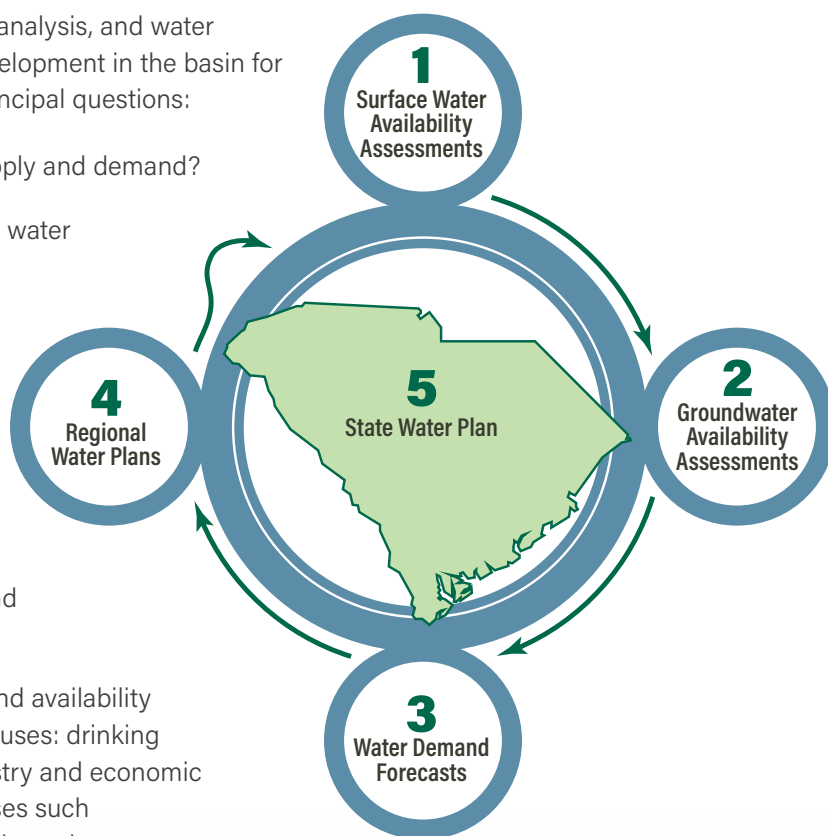 analysis, and water
velopment in the basin for
ncipal questions:
pply and demand?
water
nd
nd availability
uses: drinking
stry and economic
ses such
1
Surface Water
Availability
Assessments
2
Groundwater
Availability
Assessments
3
Water Demand
Forecasts
4
Regional
Water Plans
5
State Water Plan